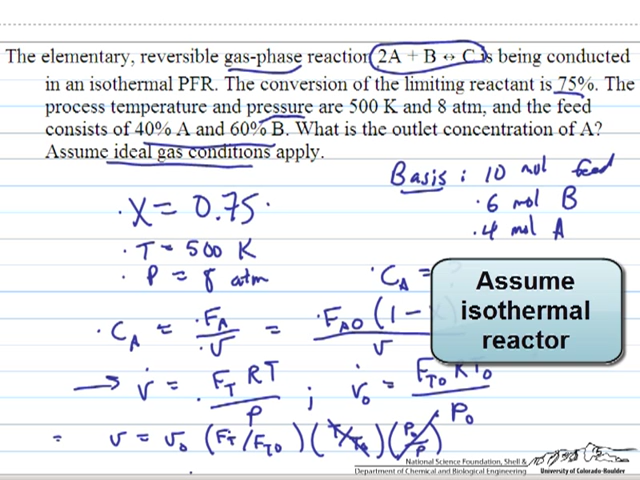 The elementary, reversible gas-phase reaction 2A + B ↔ C is being conducted
in an isothermal PFR. The conversion of the limiting reactant is 75%. The
process temperature and pressure are 500 K and 8 atm, and the feed
consists of 40% A and 60% B. What is the outlet concentration of A?
Assume ideal gas conditions apply.
Basis : 10 mol feed
· 6 mol B
· 4 mol A
· X = 0.75 ·
· T = 500 K
· P = 8 atm
· C_A =
Assume
isothermal
reactor
· C_A = · F_A / · v = · F_A0 (1 - / v
→ v̇ = · F_T RT / P ; v̇_0 = F_T0 RT_0 / P_0
= v = v_0 (F_T / F_T0) (T/T_0) (P_0/P)
National Science Foundation, Shell &
Department of Chemical and Biological Engineering University of Colorado-Boulder